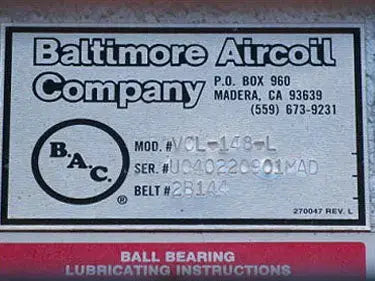 Baltimore Aircoil
Company P.O. BOX 960
MADERA, CA 93639
(559) 673-9231
B.A.C.
®
MOD. # VCL-148-L
SER. # U040220901MAD
BELT # 2B144
270047 REV. L
BALL BEARING
LUBRICATING INSTRUCTIONS